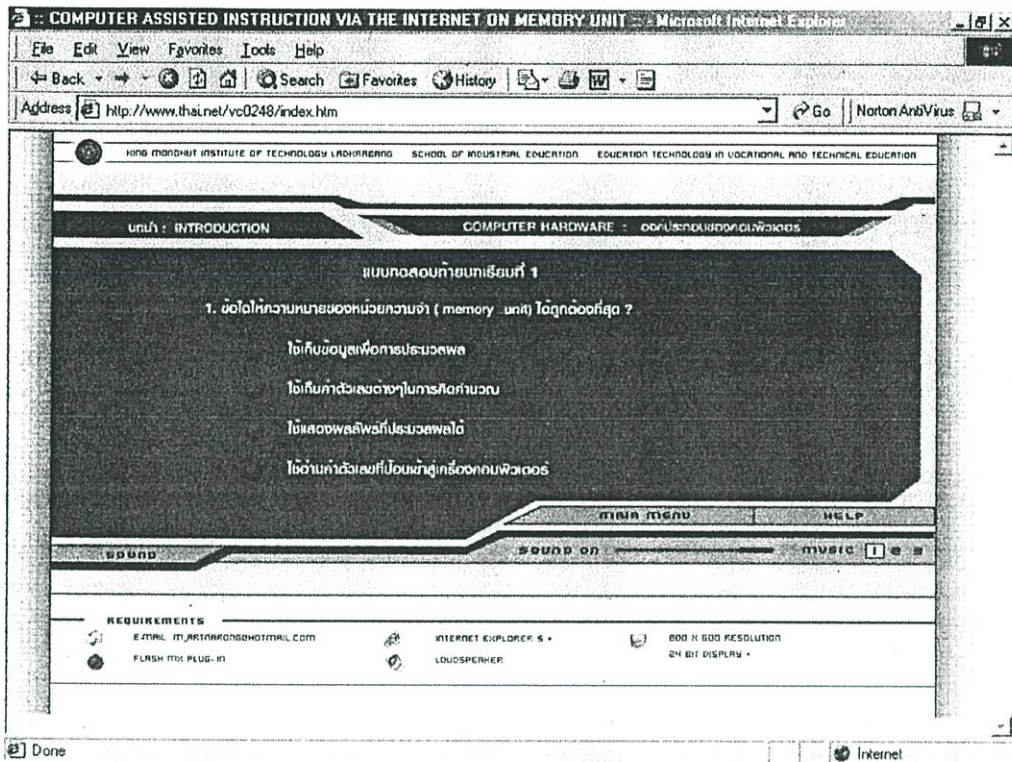 :: COMPUTER ASSISTED INSTRUCTION VIA THE INTERNET ON MEMORY UNIT :: - Microsoft Internet Explorer
File Edit View Favorites Tools Help
Back Search Favorites History
Address http://www.thai.net/vc0248/index.htm Go Norton AntiVirus
KING MONGKUT INSTITUTE OF TECHNOLOGY LADKRABANG SCHOOL OF INDUSTRIAL EDUCATION EDUCATION TECHNOLOGY IN VOCATIONAL AND TECHNICAL EDUCATION
บทนำ : INTRODUCTION COMPUTER HARDWARE : องค์ประกอบของคอมพิวเตอร์
แบบทดสอบท้ายบทเรียนที่ 1
1. ข้อใดให้ความหมายของหน่วยความจำ ( memory unit) ได้ถูกต้องที่สุด ?
ใช้เก็บข้อมูลเพื่อการประมวลผล
ใช้เก็บค่าตัวเลขต่างๆในการคิดคำนวณ
ใช้แสดงผลลัพธ์ที่ประมวลผลได้
ใช้อ่านค่าตัวเลขที่ป้อนเข้าสู่เครื่องคอมพิวเตอร์
MAIN MENU HELP
SOUND SOUND ON MUSIC 1 2 3
REQUIREMENTS
E-MAIL M_ARTNARONG@HOTMAIL.COM INTERNET EXPLORER 5 + 800 X 600 RESOLUTION
FLASH MX PLUG-IN LOUDSPEAKER 24 BIT DISPLAY +
Done Internet